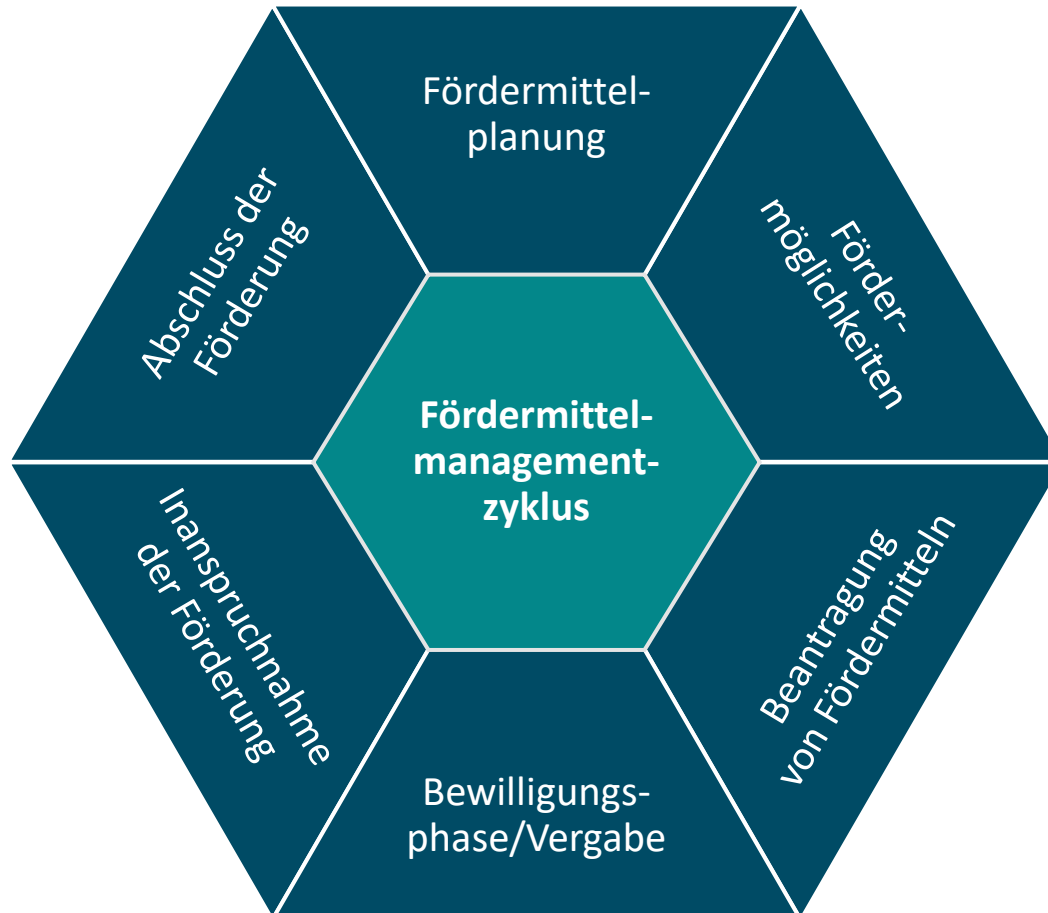 Fördermittel-
planung
Förder-
möglichkeiten
Beantragung
von Fördermitteln
Bewilligungs-
phase/Vergabe
Inanspruchnahme
der Förderung
Abschluss der
Förderung
Fördermittel-
management-
zyklus